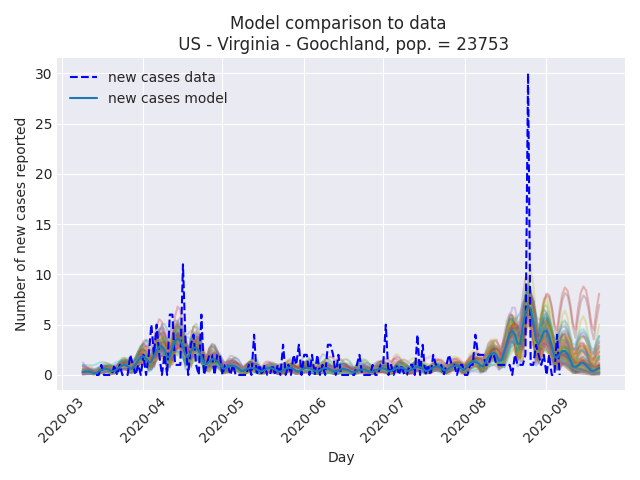 Model comparison to data
US - Virginia - Goochland, pop. = 23753
new cases data
new cases model
Number of new cases reported
30
25
20
15
10
5
0
2020-03
2020-04
2020-05
2020-06
2020-07
2020-08
2020-09
Day